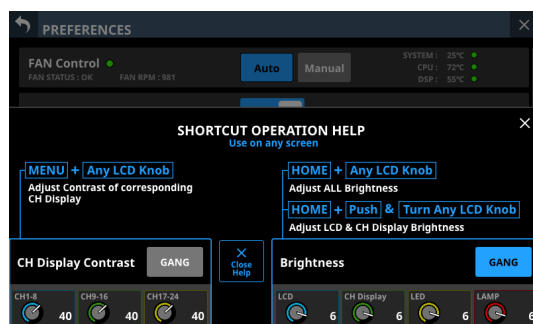 PREFERENCES
FAN Control
FAN STATUS : OK FAN RPM : 981
Auto
Manual
SYSTEM : 25°C
CPU : 72°C
DSP : 55°C
SHORTCUT OPERATION HELP
Use on any screen
MENU + Any LCD Knob
Adjust Contrast of corresponding
CH Display
HOME + Any LCD Knob
Adjust ALL Brightness
HOME + Push & Turn Any LCD Knob
Adjust LCD & CH Display Brightness
CH Display Contrast GANG
Close
Help
Brightness GANG
CH1-8 CH9-16 CH17-24
40 40 40
LCD CH Display LED LAMP
6 6 6 6